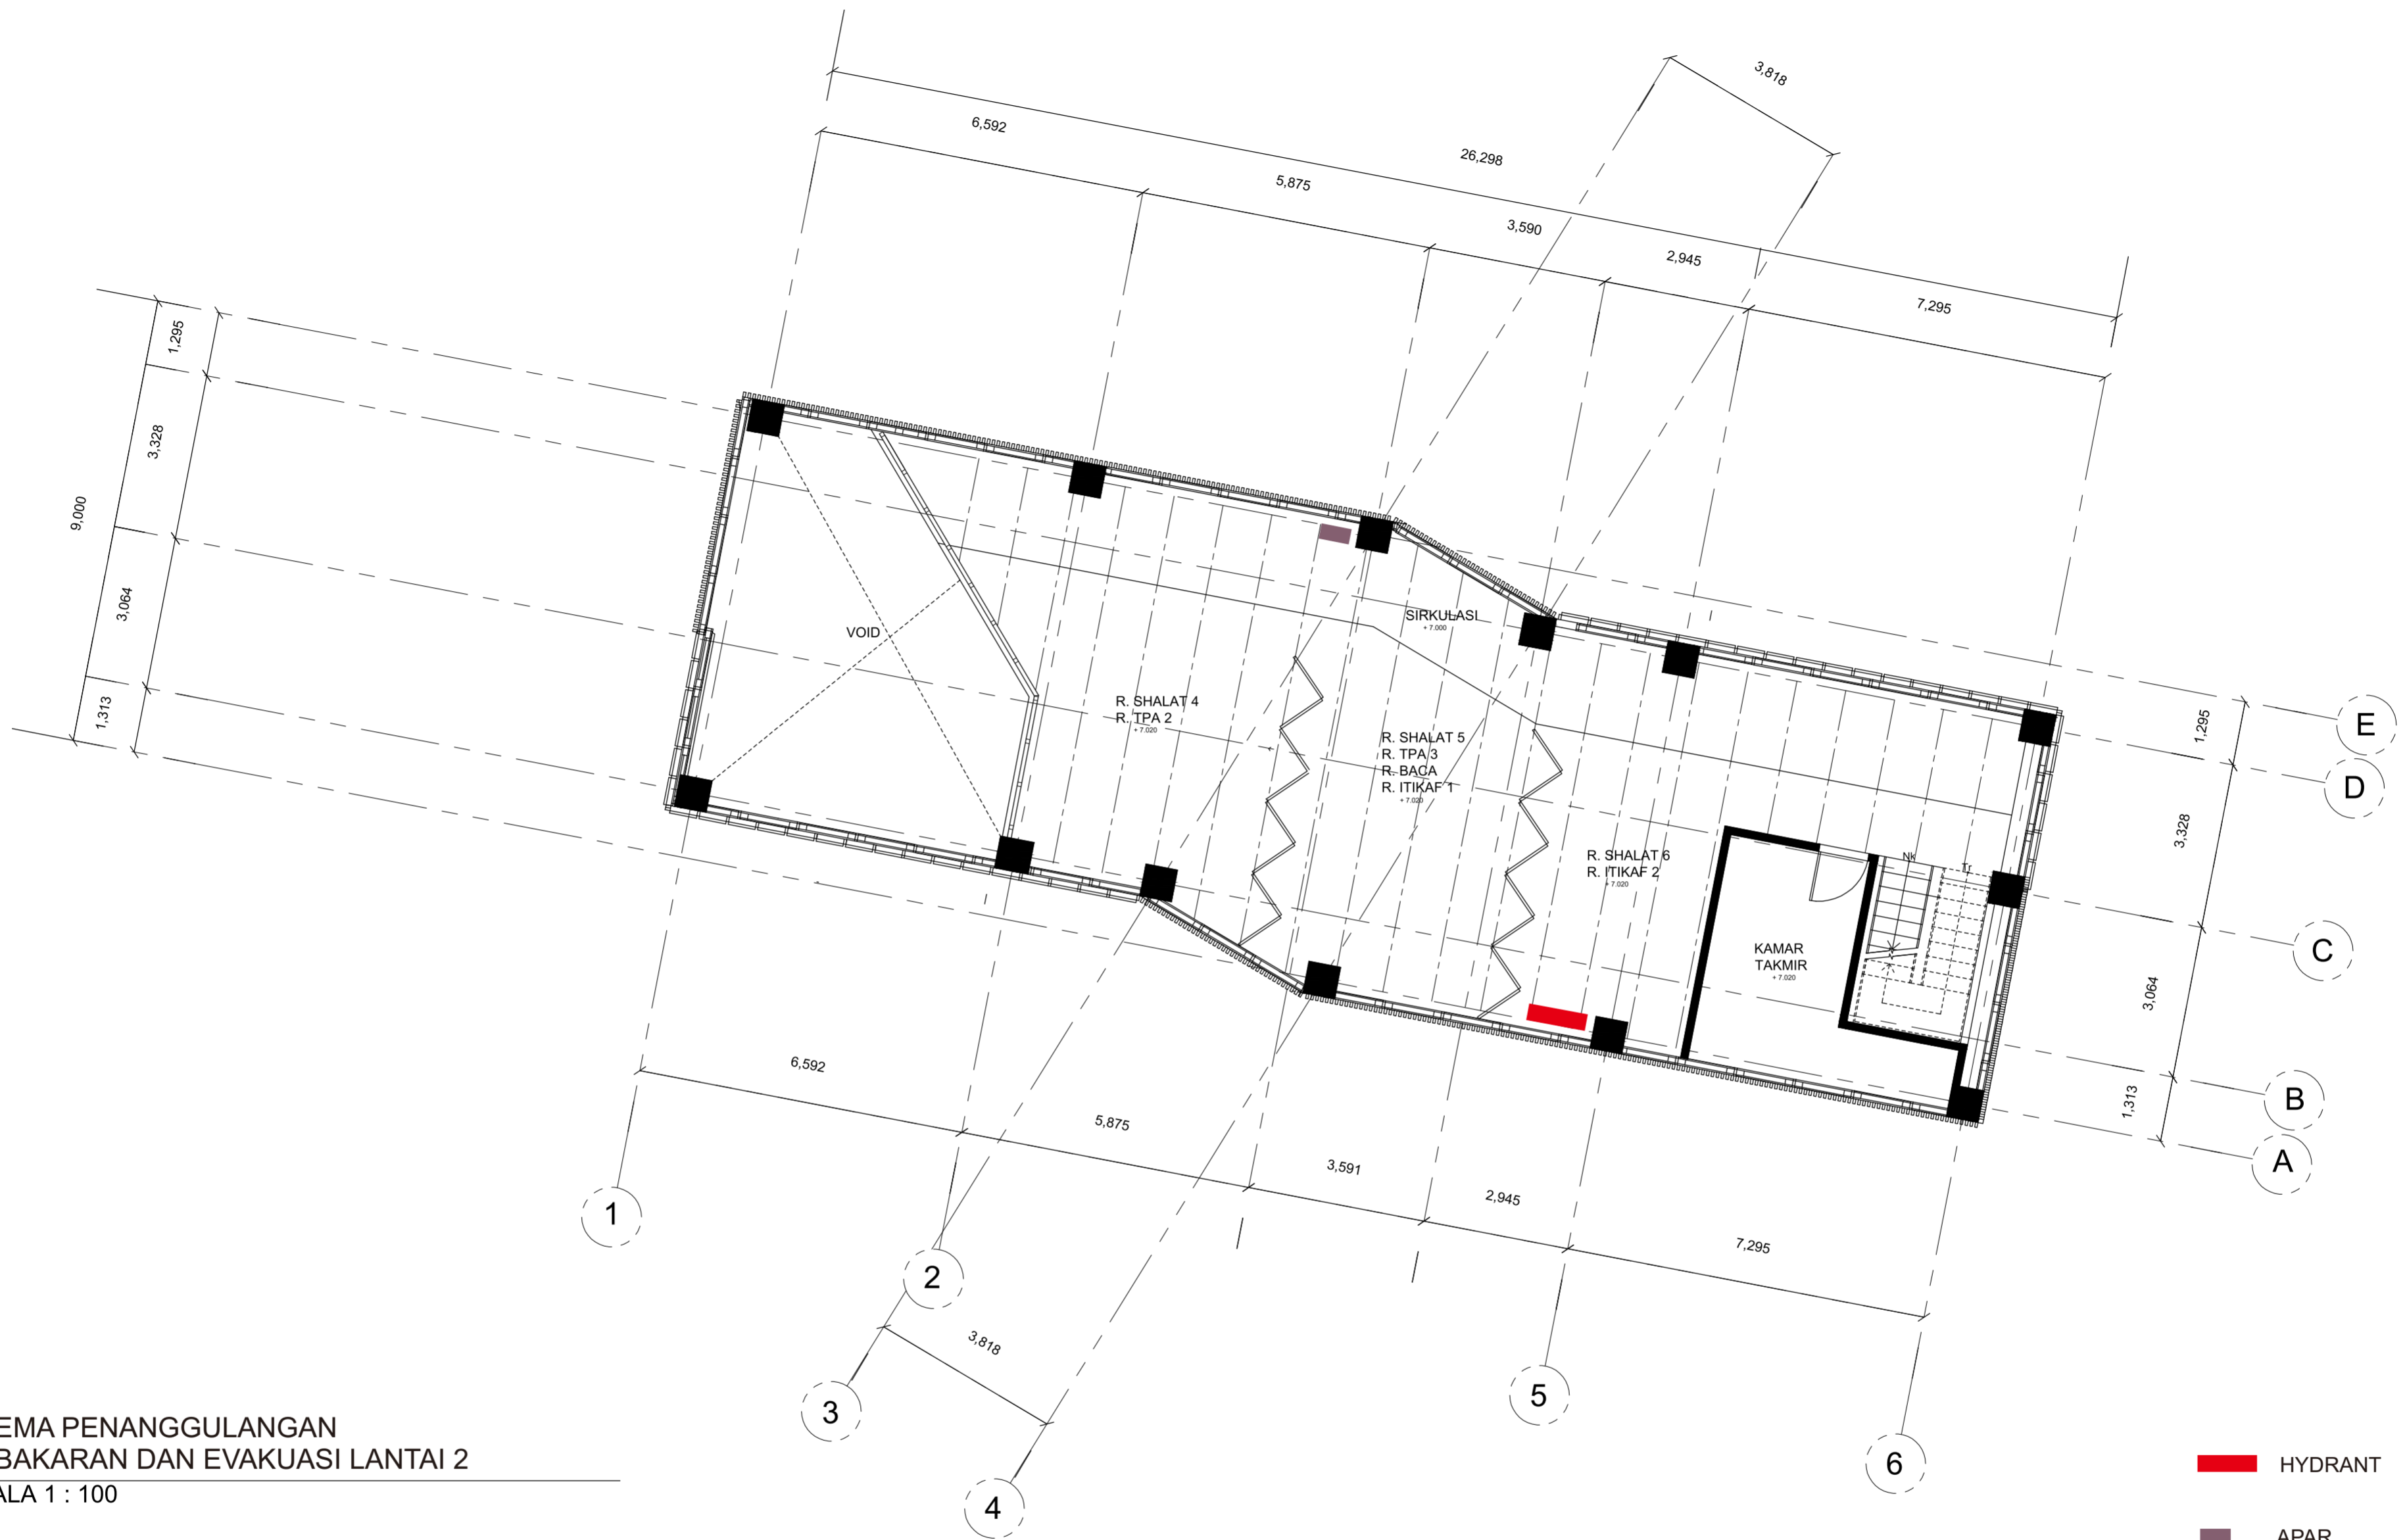 3,818
6,592
26,298
5,875
3,590
2,945
7,295
1,295
3,328
9,000
3,064
1,313
VOID
SIRKULASI
+ 7.000
R. SHALAT 4
R. TPA 2
+ 7.020
R. SHALAT 5
R. TPA 3
R. BACA
R. ITIKAF 1
+ 7.020
R. SHALAT 6
R. ITIKAF 2
+ 7.020
KAMAR
TAKMIR
+ 7.020
Nk
Tr
1,295
3,328
3,064
1,313
E
D
C
B
A
6,592
5,875
3,591
2,945
7,295
3,818
1
2
3
4
5
6
EMA PENANGGULANGAN
BAKARAN DAN EVAKUASI LANTAI 2
ALA 1 : 100
HYDRANT
APAR